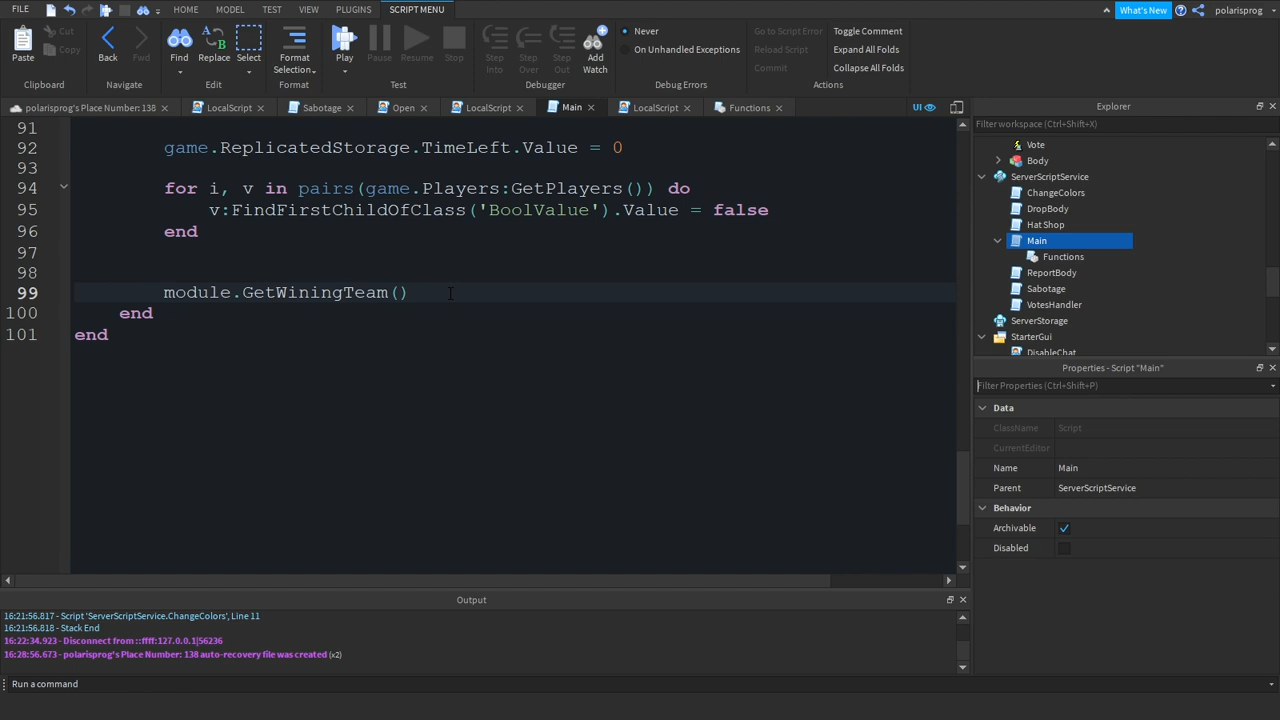 FILE HOME MODEL TEST VIEW PLUGINS SCRIPT MENU What's New polarisprog
Paste Cut Copy Back Fwd Find Replace Select Format Selection Play Pause Resume Stop Step Into Step Over Step Out Add Watch Never On Unhandled Exceptions Go to Script Error Reload Script Commit Toggle Comment Expand All Folds Collapse All Folds
Clipboard Navigate Edit Format Test Debugger Debug Errors Actions
polarisprog's Place Number: 138 LocalScript Sabotage Open LocalScript Main LocalScript Functions UI
91
92 game.ReplicatedStorage.TimeLeft.Value = 0
93
94 for i, v in pairs(game.Players:GetPlayers()) do
95 v:FindFirstChildOfClass('BoolValue').Value = false
96 end
97
98
99 module.GetWiningTeam()
100 end
101 end
Explorer
Filter workspace (Ctrl+Shift+X)
Vote
Body
ServerScriptService
ChangeColors
DropBody
Hat Shop
Main
Functions
ReportBody
Sabotage
VotesHandler
ServerStorage
StarterGui
DisableChat
Properties - Script "Main"
Filter Properties (Ctrl+Shift+P)
Data
ClassName Script
CurrentEditor
Name Main
Parent ServerScriptService
Behavior
Archivable
Disabled
Output
16:21:56.817 - Script 'ServerScriptService.ChangeColors', Line 11
16:21:56.818 - Stack End
16:22:34.923 - Disconnect from ::ffff:127.0.0.1|56236
16:28:56.673 - polarisprog's Place Number: 138 auto-recovery file was created (x2)
Run a command